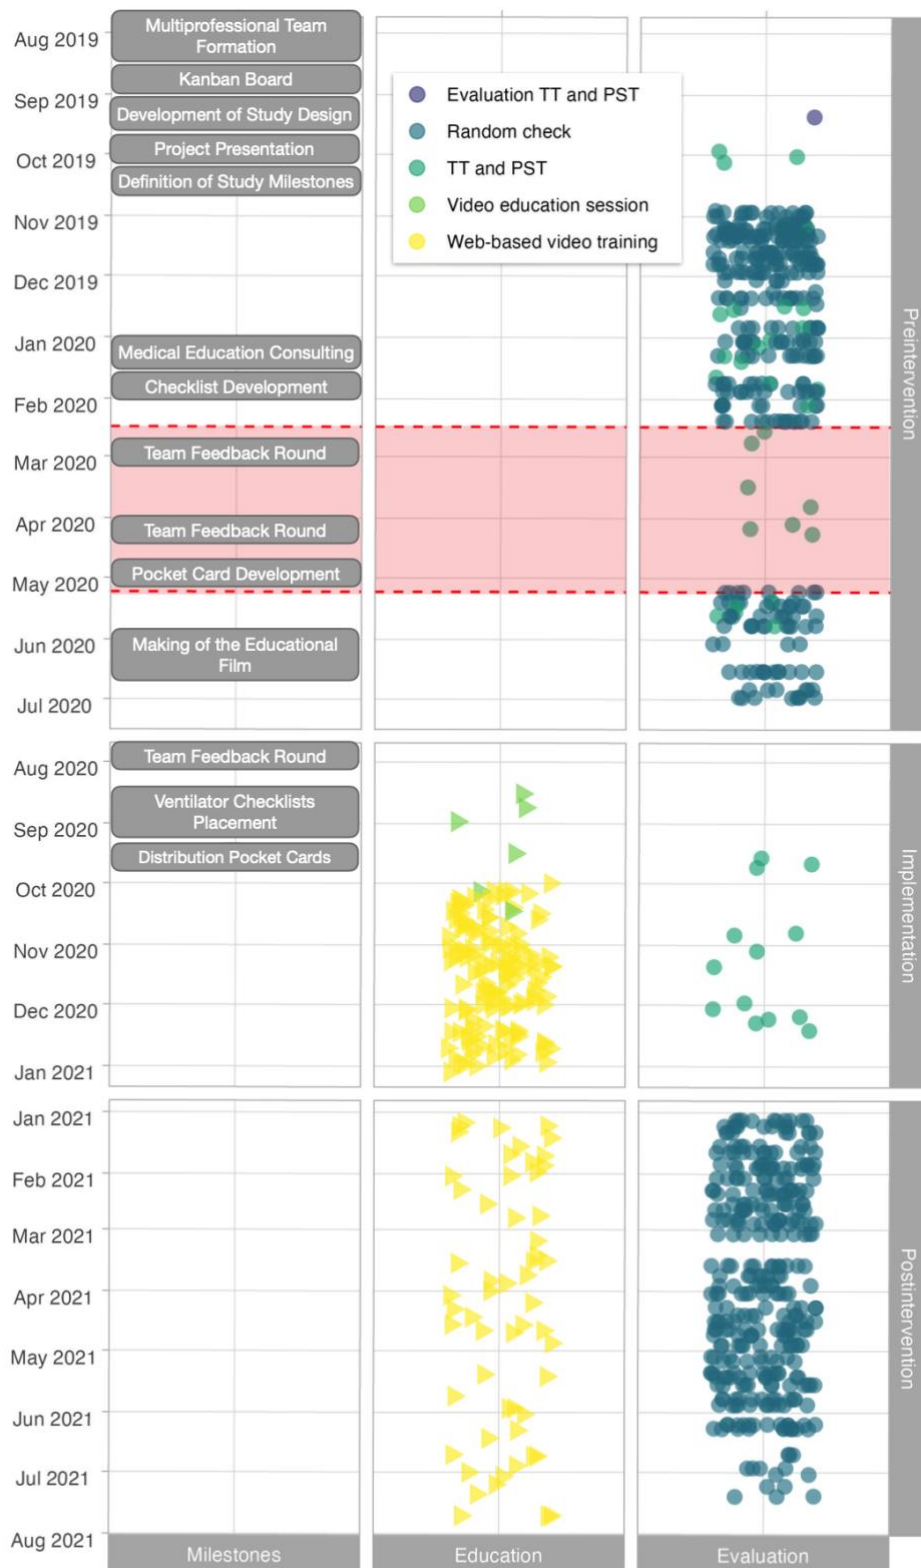 Aug 2019
Multiprofessional Team
Formation
Kanban Board
Sep 2019
Development of Study Design
Project Presentation
Oct 2019
Definition of Study Milestones
Nov 2019
Dec 2019
Jan 2020
Medical Education Consulting
Checklist Development
Feb 2020
Team Feedback Round
Mar 2020
Apr 2020
Team Feedback Round
Pocket Card Development
May 2020
Jun 2020
Making of the Educational
Film
Jul 2020
Evaluation TT and PST
Random check
TT and PST
Video education session
Web-based video training
Preintervention
Team Feedback Round
Aug 2020
Ventilator Checklists
Placement
Sep 2020
Distribution Pocket Cards
Oct 2020
Nov 2020
Dec 2020
Jan 2021
Implementation
Jan 2021
Feb 2021
Mar 2021
Apr 2021
May 2021
Jun 2021
Jul 2021
Aug 2021
Postintervention
Milestones
Education
Evaluation